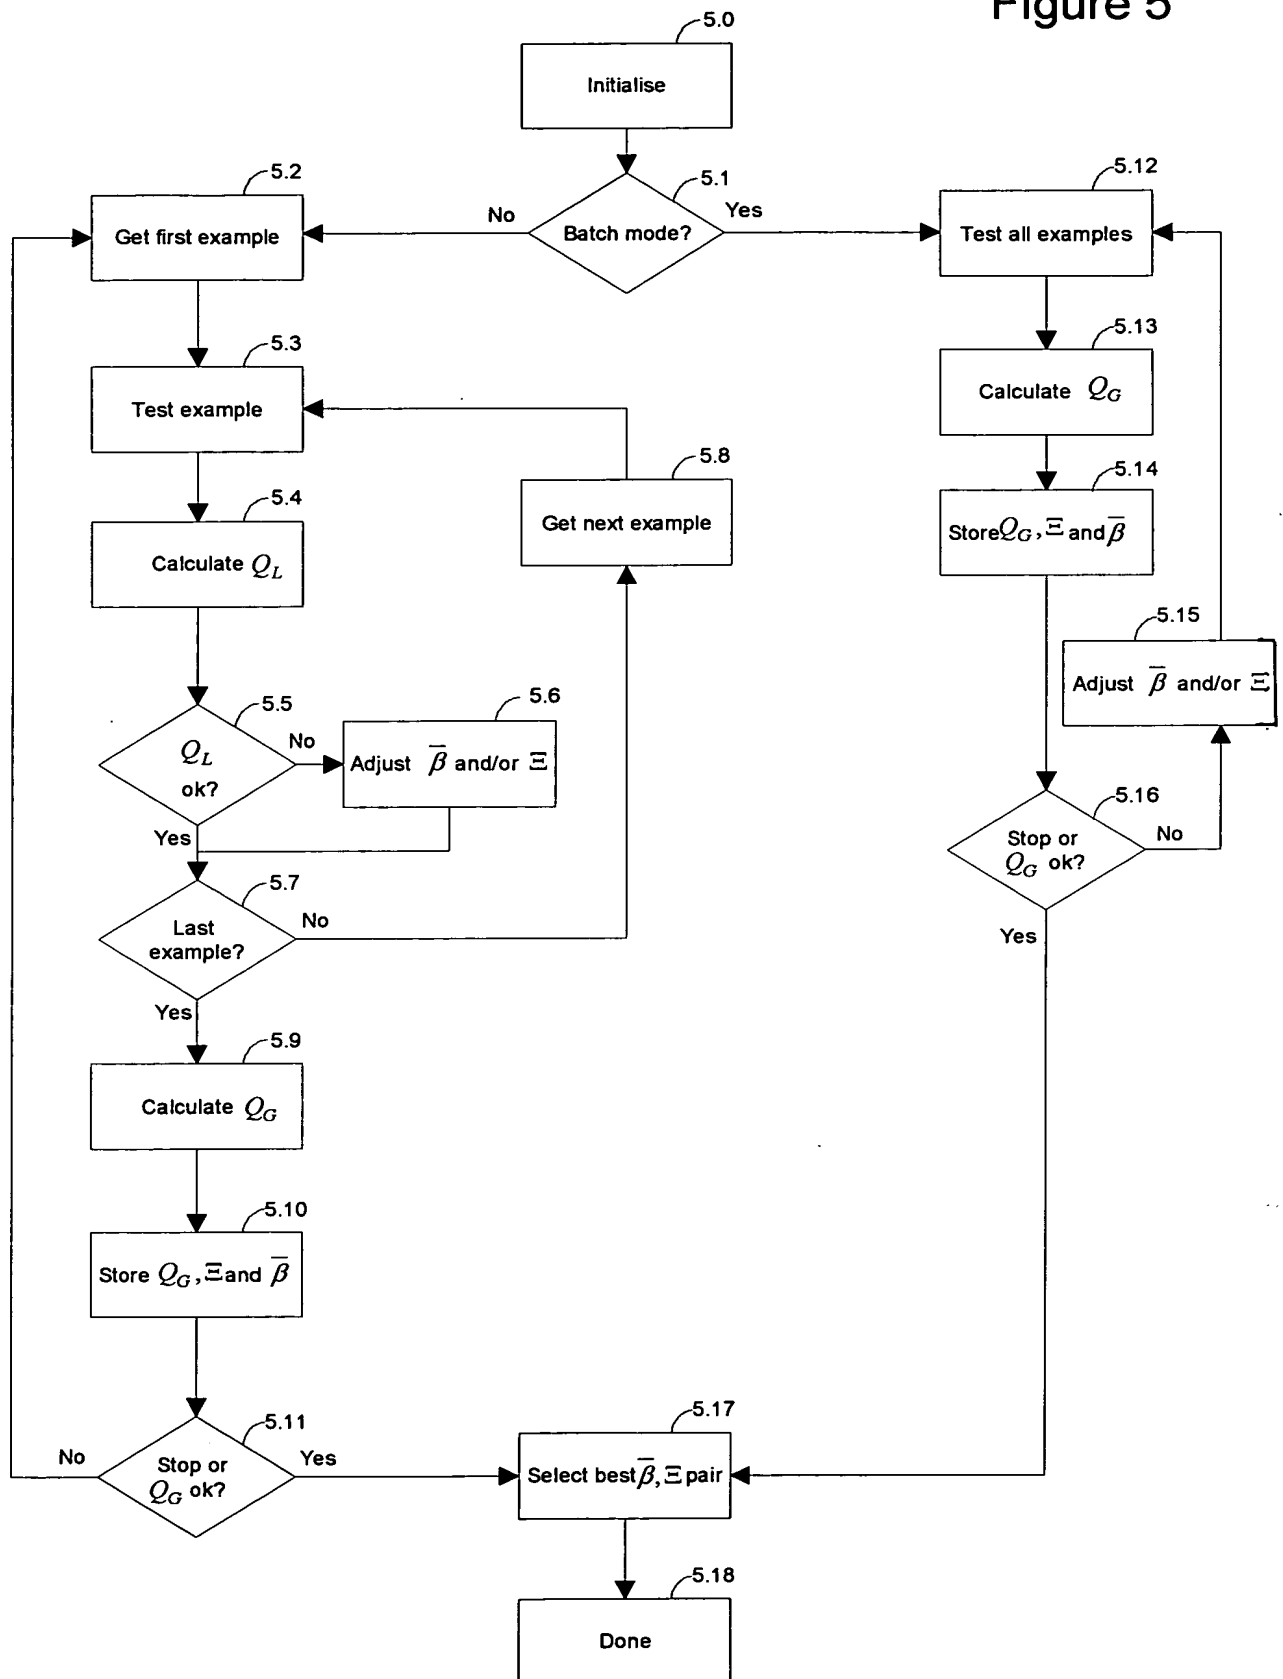 Figure 5
5.0
Initialise
5.1
Batch mode?
No
Yes
5.2
Get first example
5.3
Test example
5.4
Calculate Q_L
5.5
Q_L
ok?
No
Yes
5.6
Adjust β̅ and/or Ξ
5.7
Last
example?
No
Yes
5.8
Get next example
5.9
Calculate Q_G
5.10
Store Q_G, Ξ and β̅
5.11
Stop or
Q_G ok?
No
Yes
5.12
Test all examples
5.13
Calculate Q_G
5.14
Store Q_G, Ξ and β̅
5.15
Adjust β̅ and/or Ξ
5.16
Stop or
Q_G ok?
No
Yes
5.17
Select best β̅, Ξ pair
5.18
Done